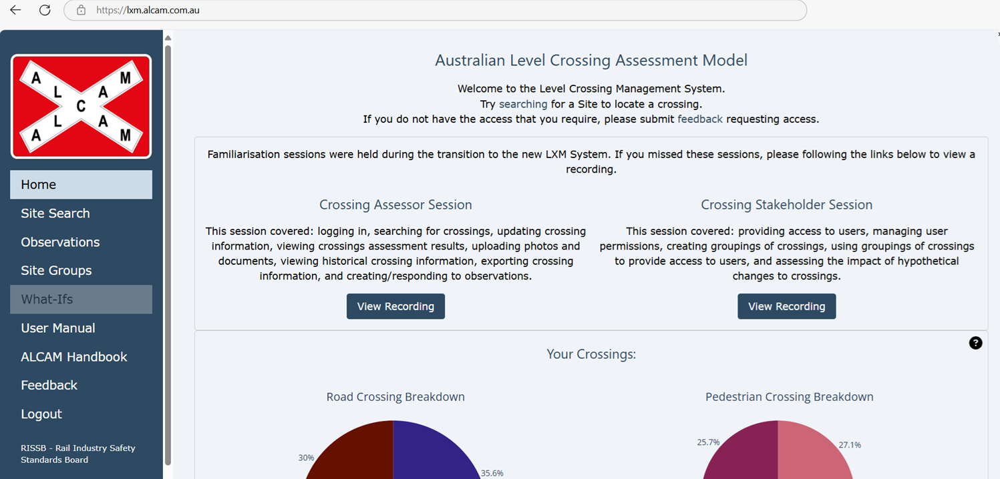 https://lxm.alcam.com.au
A M
L A
C
L A
A M
Home
Site Search
Observations
Site Groups
What-Ifs
User Manual
ALCAM Handbook
Feedback
Logout
RISSB - Rail Industry Safety
Standards Board
Australian Level Crossing Assessment Model
Welcome to the Level Crossing Management System.
Try searching for a Site to locate a crossing.
If you do not have the access that you require, please submit feedback requesting access.
Familiarisation sessions were held during the transition to the new LXM System. If you missed these sessions, please following the links below to view a
recording.
Crossing Assessor Session
This session covered: logging in, searching for crossings, updating crossing
information, viewing crossings assessment results, uploading photos and
documents, viewing historical crossing information, exporting crossing
information, and creating/responding to observations.
View Recording
Crossing Stakeholder Session
This session covered: providing access to users, managing user
permissions, creating groupings of crossings, using groupings of crossings
to provide access to users, and assessing the impact of hypothetical
changes to crossings.
View Recording
?
Your Crossings:
Road Crossing Breakdown
30%
35.6%
Pedestrian Crossing Breakdown
25.7%
27.1%